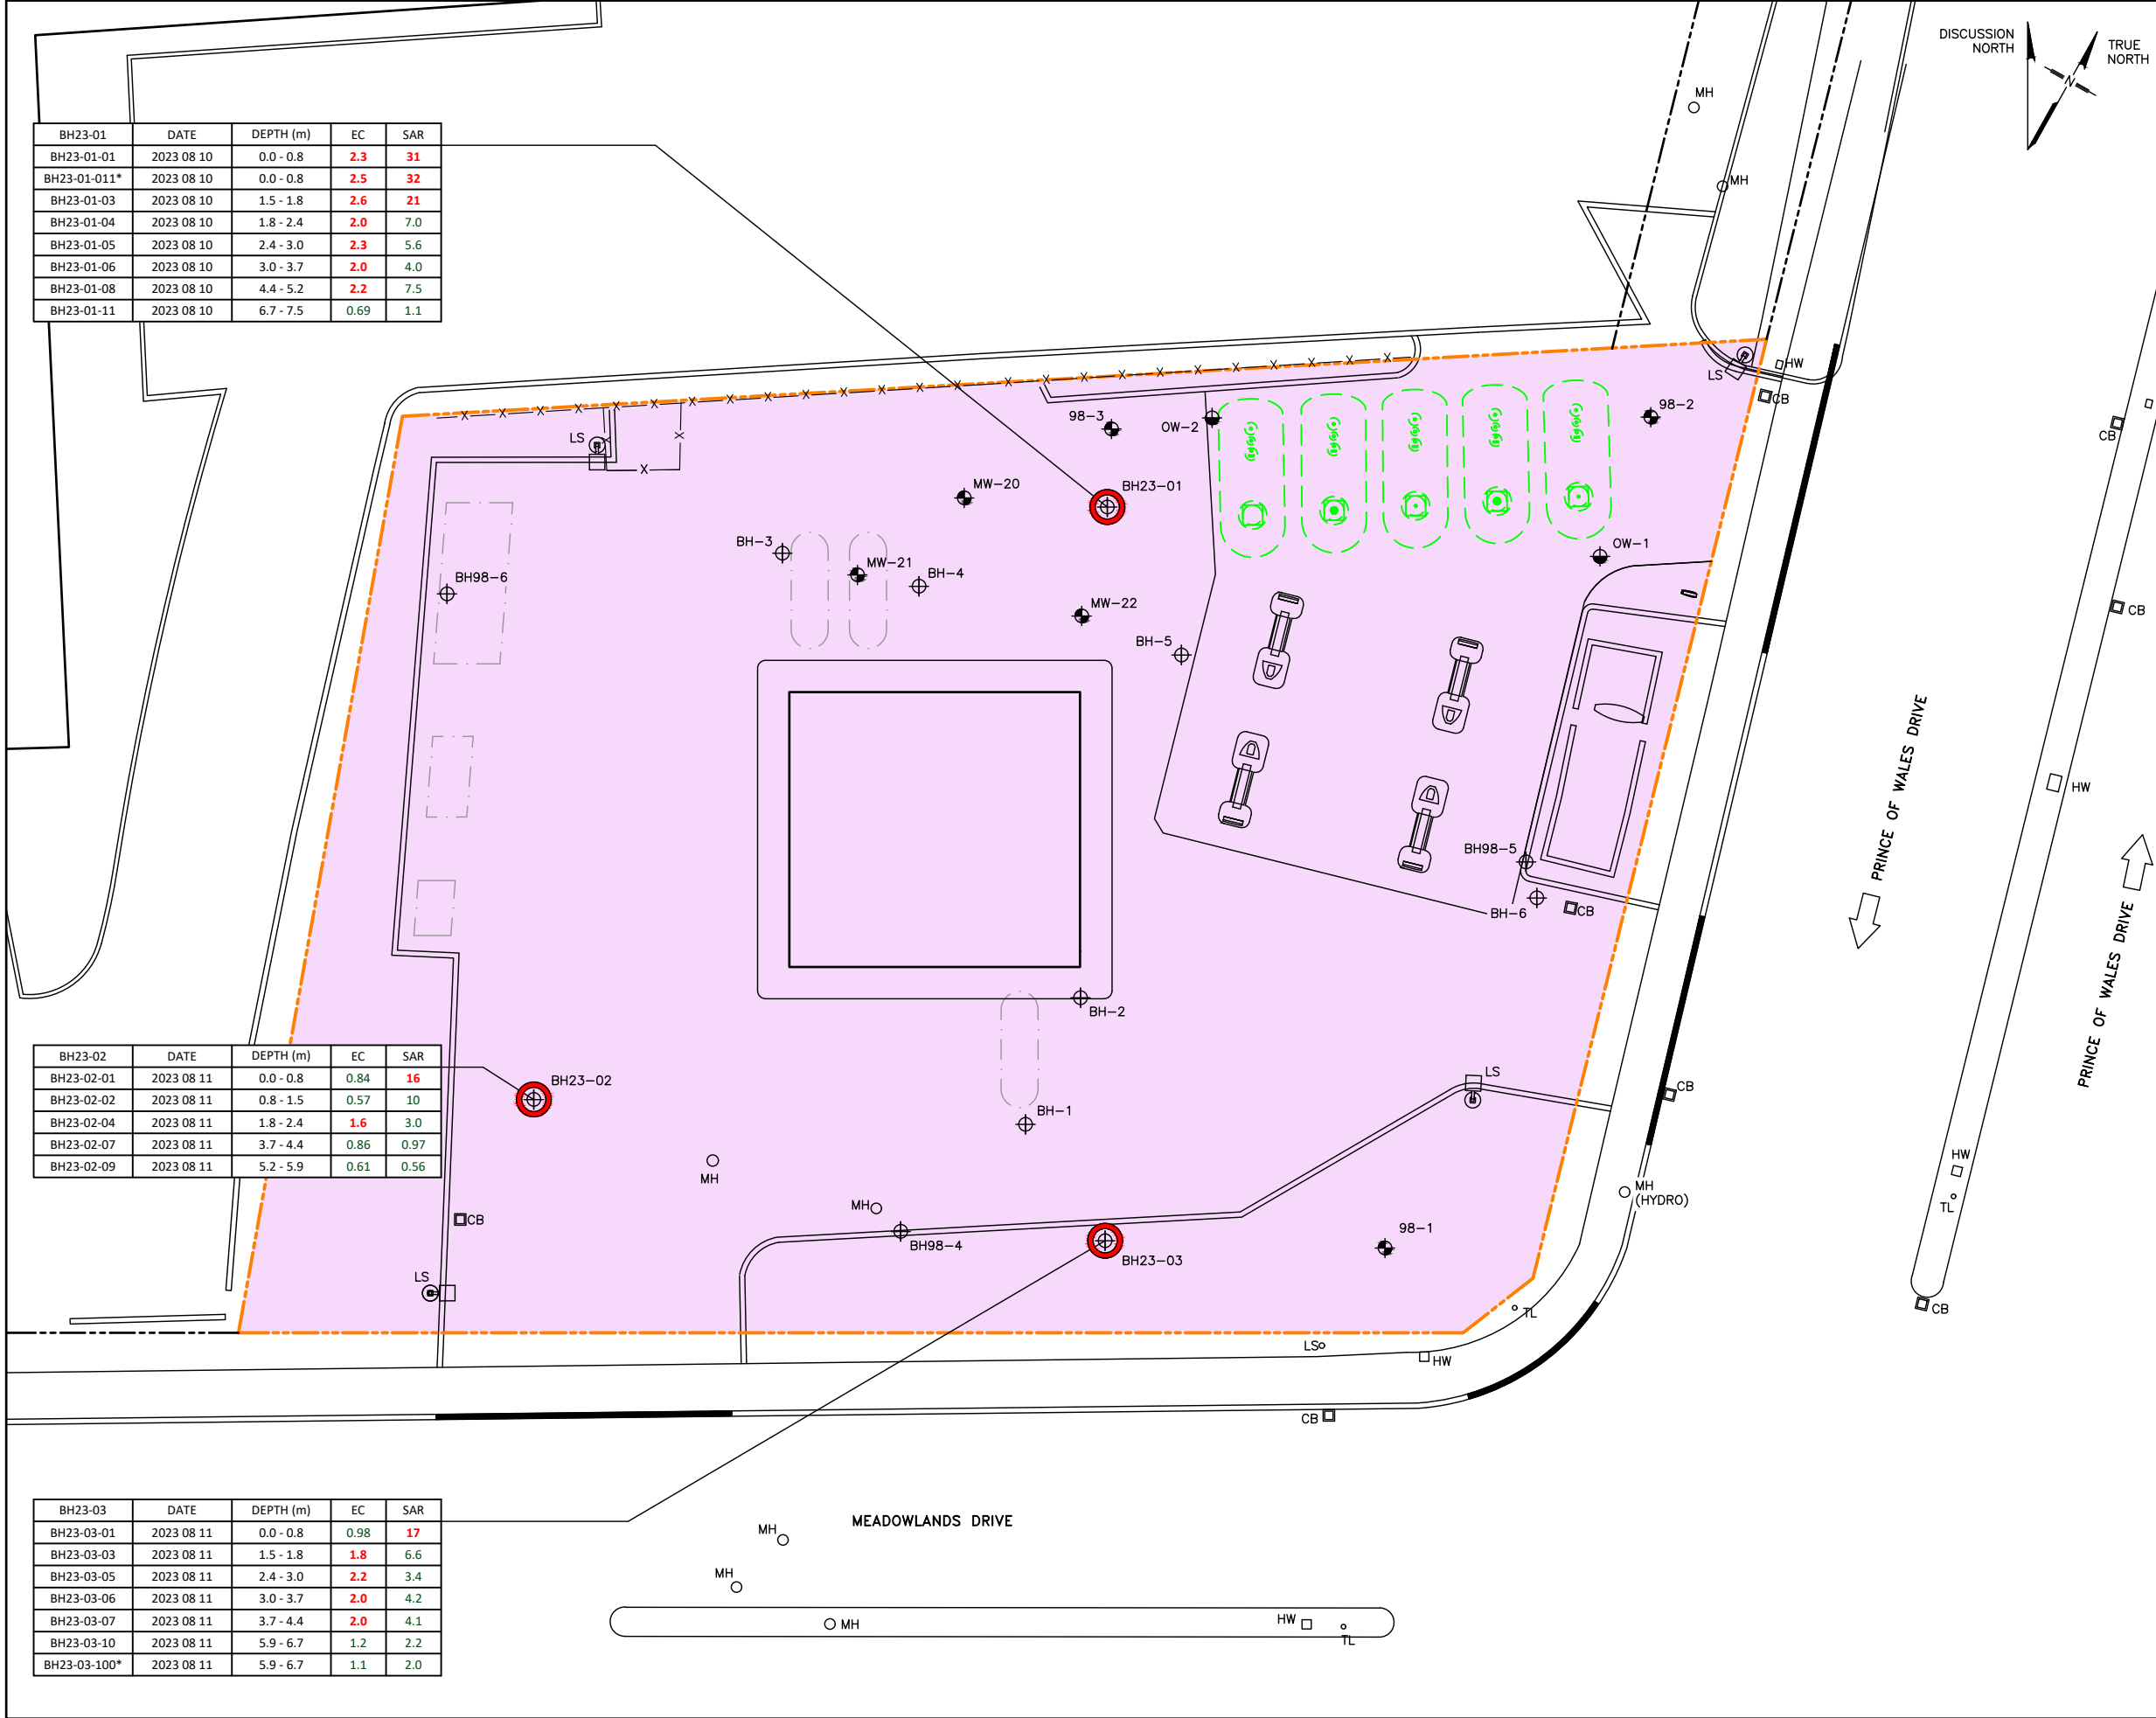 DISCUSSION
NORTH
TRUE
NORTH
N
MH
MH
BH23-01 DATE DEPTH (m) EC SAR
BH23-01-01 2023 08 10 0.0 - 0.8 2.3 31
BH23-01-011* 2023 08 10 0.0 - 0.8 2.5 32
BH23-01-03 2023 08 10 1.5 - 1.8 2.6 21
BH23-01-04 2023 08 10 1.8 - 2.4 2.0 7.0
BH23-01-05 2023 08 10 2.4 - 3.0 2.3 5.6
BH23-01-06 2023 08 10 3.0 - 3.7 2.0 4.0
BH23-01-08 2023 08 10 4.4 - 5.2 2.2 7.5
BH23-01-11 2023 08 10 6.7 - 7.5 0.69 1.1
HW
LS
CB
98-2
98-3
OW-2
CB
LS
MW-20
BH23-01
BH-3
OW-1
MW-21
BH-4
BH98-6
MW-22
CB
BH-5
HW
PRINCE OF WALES DRIVE
BH98-5
BH-6
CB
PRINCE OF WALES DRIVE
BH-2
BH23-02 DATE DEPTH (m) EC SAR
BH23-02-01 2023 08 11 0.0 - 0.8 0.84 16
BH23-02-02 2023 08 11 0.8 - 1.5 0.57 10
BH23-02-04 2023 08 11 1.8 - 2.4 1.6 3.0
BH23-02-07 2023 08 11 3.7 - 4.4 0.86 0.97
BH23-02-09 2023 08 11 5.2 - 5.9 0.61 0.56
BH23-02
LS
CB
BH-1
MH
HW
TL
MH
(HYDRO)
MH
CB
BH98-4
BH23-03
98-1
LS
TL
CB
LS
HW
CB
BH23-03 DATE DEPTH (m) EC SAR
BH23-03-01 2023 08 11 0.0 - 0.8 0.98 17
BH23-03-03 2023 08 11 1.5 - 1.8 1.8 6.6
BH23-03-05 2023 08 11 2.4 - 3.0 2.2 3.4
BH23-03-06 2023 08 11 3.0 - 3.7 2.0 4.2
BH23-03-07 2023 08 11 3.7 - 4.4 2.0 4.1
BH23-03-10 2023 08 11 5.9 - 6.7 1.2 2.2
BH23-03-100* 2023 08 11 5.9 - 6.7 1.1 2.0
MEADOWLANDS DRIVE
MH
MH
MH
HW
TL